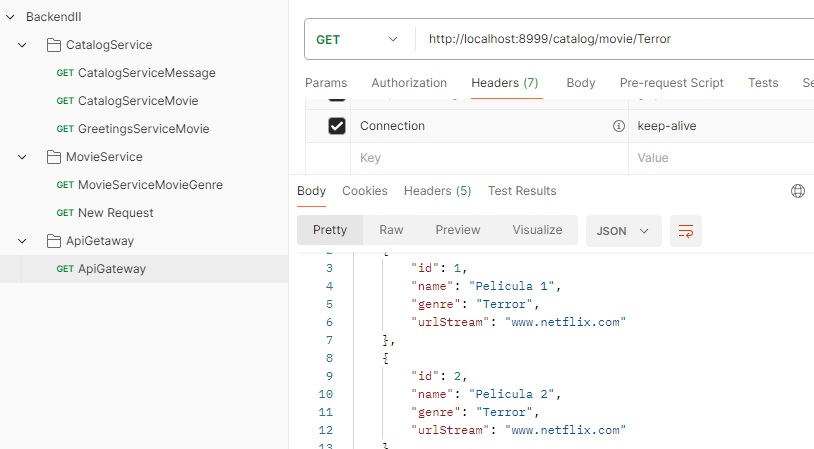 BackendII
CatalogService
GET CatalogServiceMessage
GET CatalogServiceMovie
GET GreetingsServiceMovie
MovieService
GET MovieServiceMovieGenre
GET New Request
ApiGetaway
GET ApiGateway
GET http://localhost:8999/catalog/movie/Terror
Params Authorization Headers (7) Body Pre-request Script Tests Se
Connection keep-alive
Key Value
Body Cookies Headers (5) Test Results
Pretty Raw Preview Visualize JSON
2 {
3 "id": 1,
4 "name": "Pelicula 1",
5 "genre": "Terror",
6 "urlStream": "www.netflix.com"
7 },
8 {
9 "id": 2,
10 "name": "Pelicula 2",
11 "genre": "Terror",
12 "urlStream": "www.netflix.com"
13 }